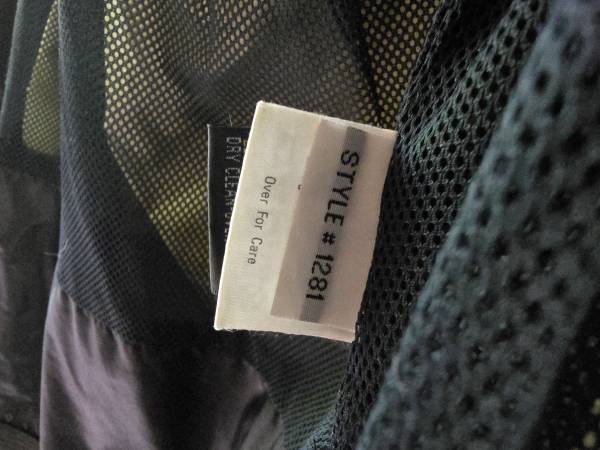 STYLE # 1281
Over For Care
DRY CLEAN